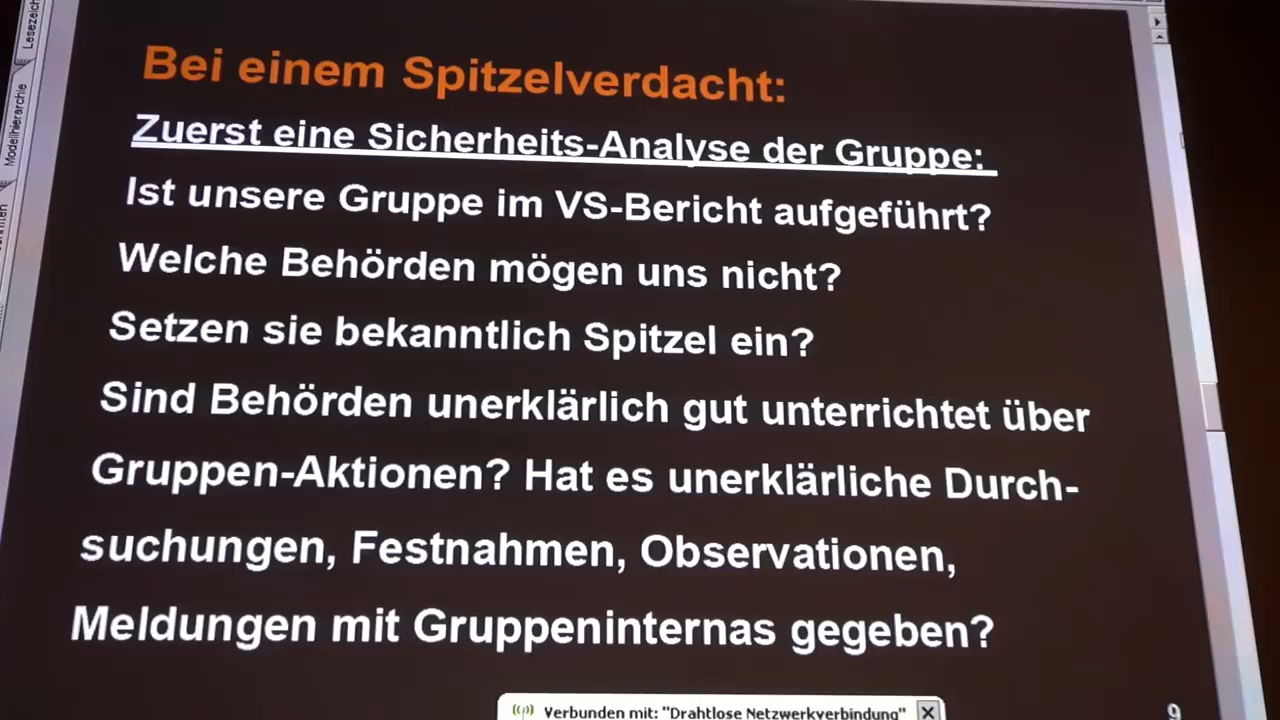 Bei einem Spitzelverdacht:
Zuerst eine Sicherheits-Analyse der Gruppe:
Ist unsere Gruppe im VS-Bericht aufgeführt?
Welche Behörden mögen uns nicht?
Setzen sie bekanntlich Spitzel ein?
Sind Behörden unerklärlich gut unterrichtet über
Gruppen-Aktionen? Hat es unerklärliche Durch-
suchungen, Festnahmen, Observationen,
Meldungen mit Gruppeninternas gegeben?
Verbunden mit: "Drahtlose Netzwerkverbindung"
9
Lesezeich
Modellhierarchie